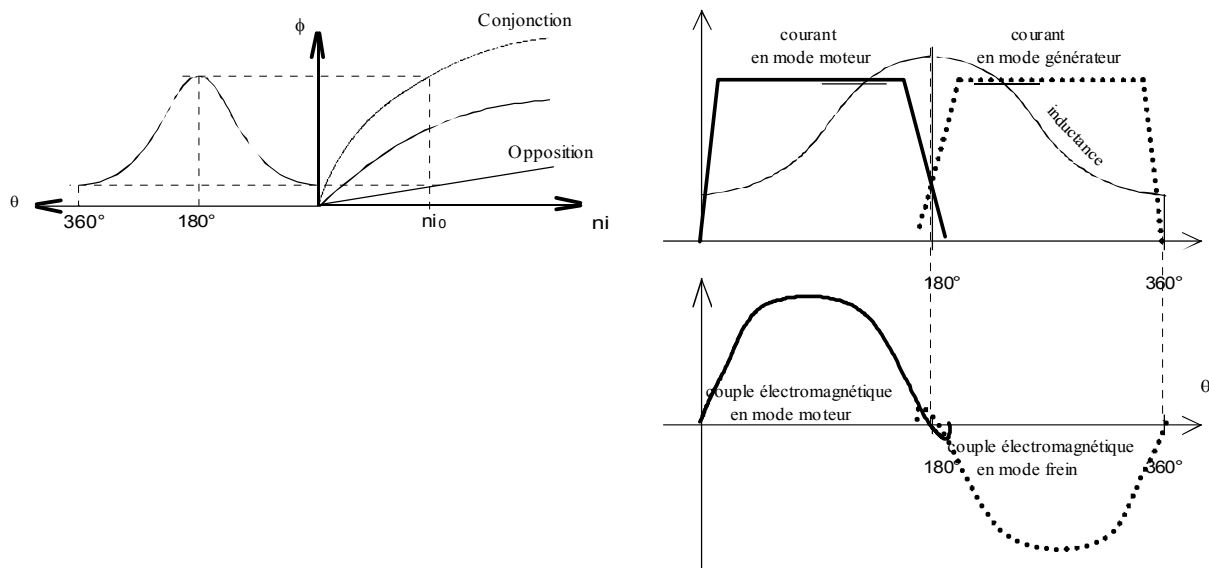 ϕ
Conjonction
Opposition
θ
360°
180°
ni₀
ni
courant
en mode moteur
courant
en mode générateur
inductance
180°
360°
couple électromagnétique
en mode moteur
θ
couple électromagnétique
en mode frein
180°
360°